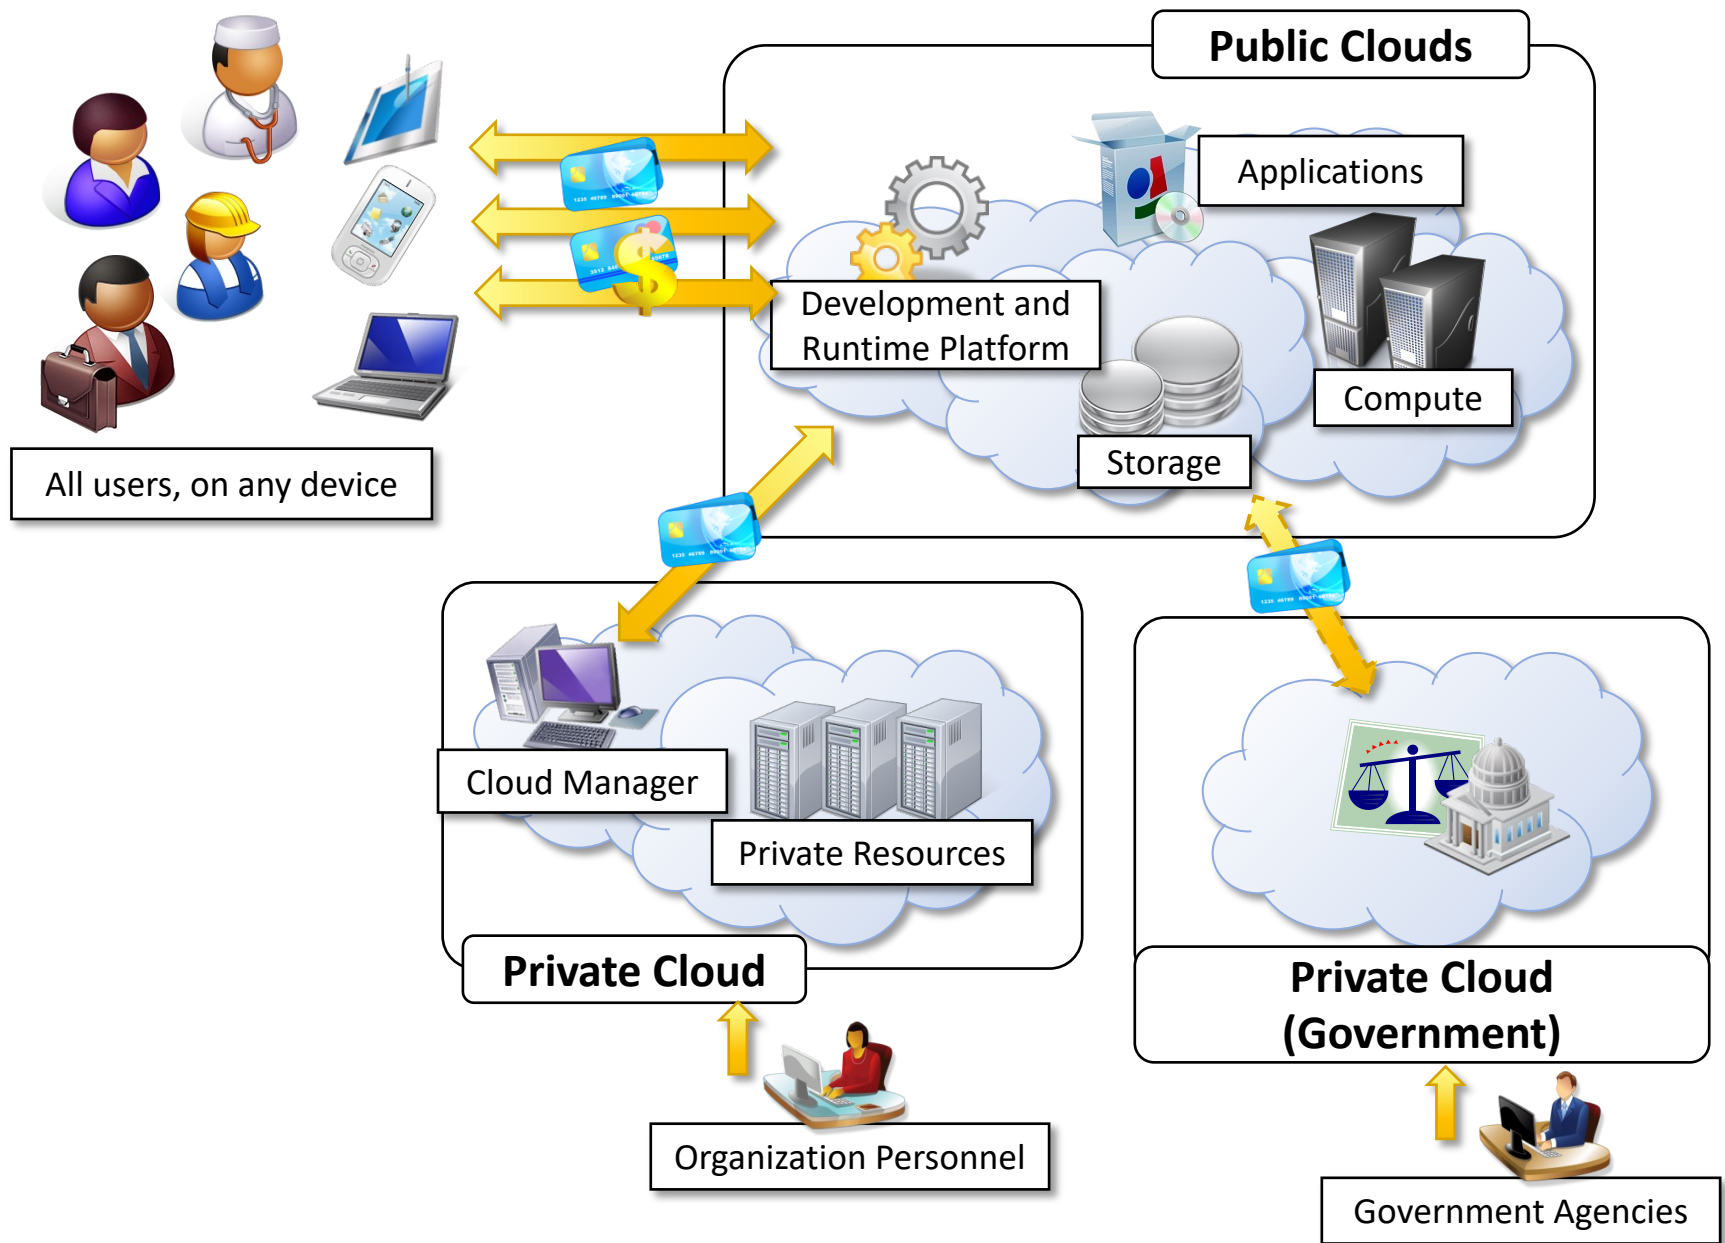 Public Clouds
Applications
Development and
Runtime Platform
Compute
Storage
All users, on any device
Cloud Manager
Private Resources
Private Cloud
Private Cloud
(Government)
Organization Personnel
Government Agencies